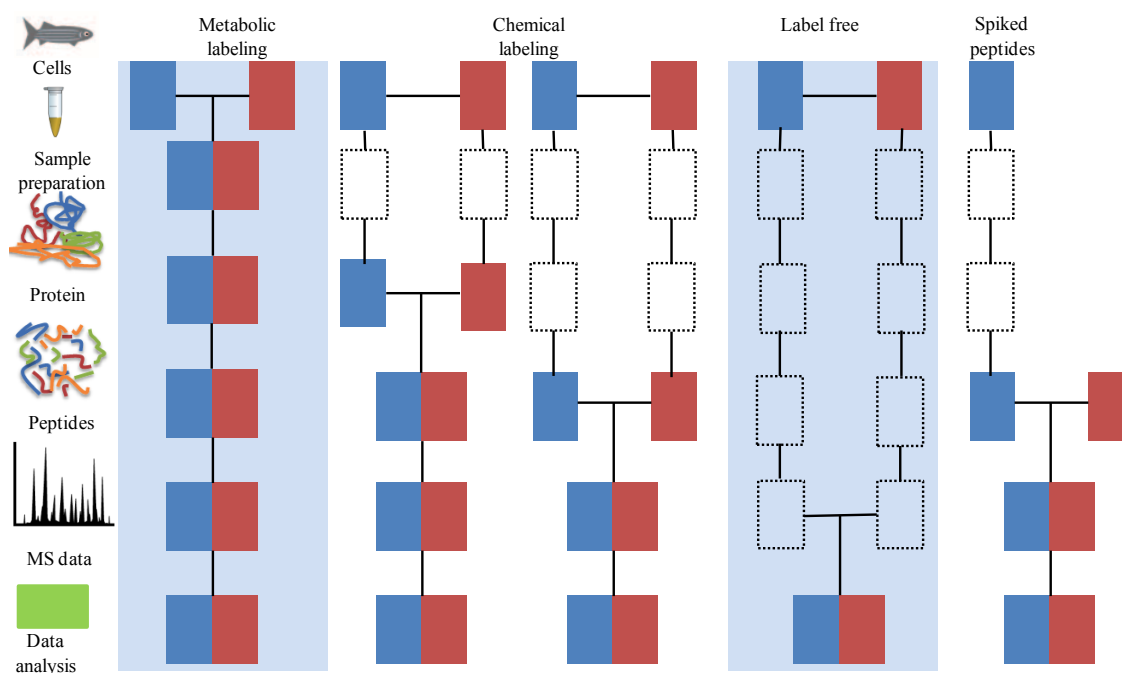 Metabolic
labeling
Chemical
labeling
Label free
Spiked
peptides
Cells
Sample
preparation
Protein
Peptides
MS data
Data
analysis